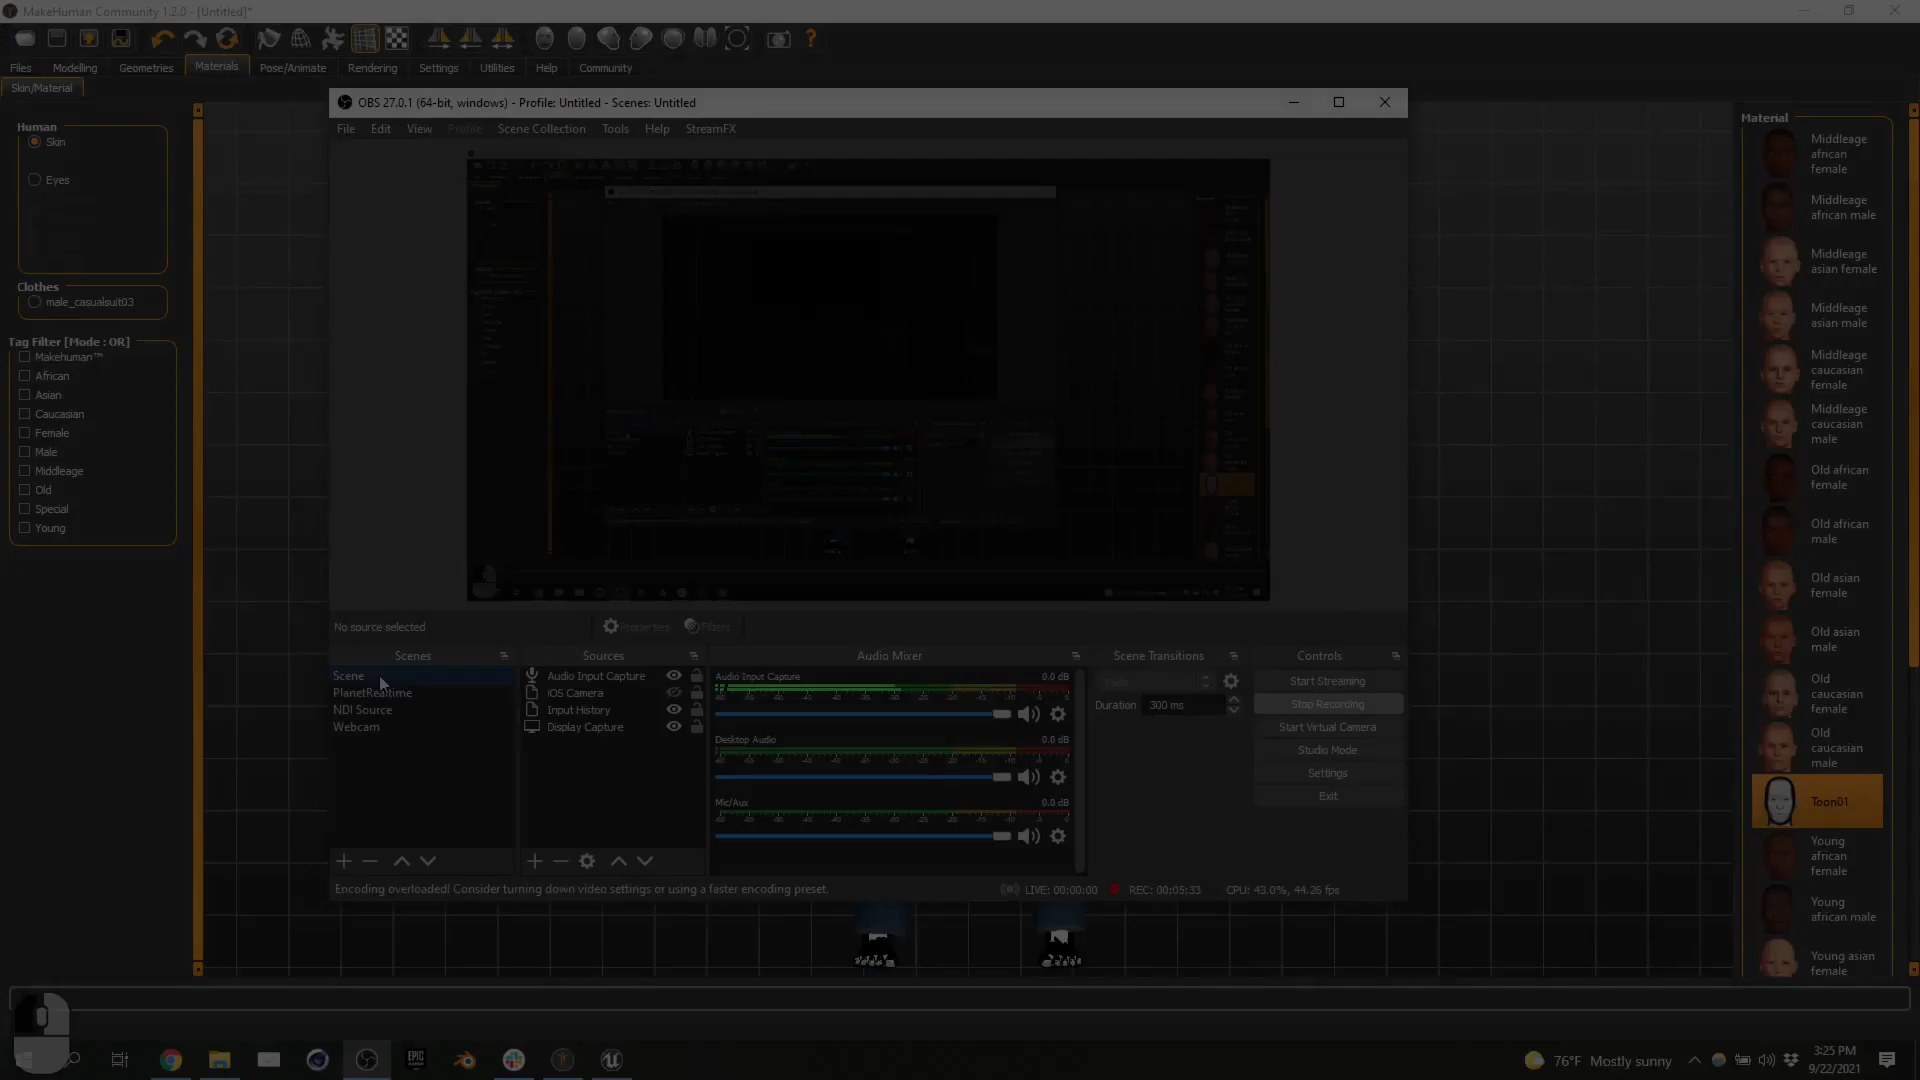 MakeHuman Community 1.2.0 - [Untitled]*
Files
Modelling
Geometries
Materials
Pose/Animate
Rendering
Settings
Utilities
Help
Community
Skin/Material
Human
Skin
Eyes
Clothes
male_casualsuit03
Tag Filter [Mode : OR]
Makehuman™
African
Asian
Caucasian
Female
Male
Middleage
Old
Special
Young
OBS 27.0.1 (64-bit, windows) - Profile: Untitled - Scenes: Untitled
File
Edit
View
Profile
Scene Collection
Tools
Help
StreamFX
No source selected
Properties
Filters
Scenes
Scene
PlanetRealtime
NDI Source
Webcam
Sources
Audio Input Capture
iOS Camera
Input History
Display Capture
Audio Mixer
Audio Input Capture
0.0 dB
Desktop Audio
0.0 dB
Mic/Aux
0.0 dB
Scene Transitions
Fade
Duration
300 ms
Controls
Start Streaming
Stop Recording
Start Virtual Camera
Studio Mode
Settings
Exit
Encoding overloaded! Consider turning down video settings or using a faster encoding preset.
LIVE: 00:00:00
REC: 00:05:33
CPU: 43.0%, 44.26 fps
Material
Middleage
african
female
Middleage
african male
Middleage
asian female
Middleage
asian male
Middleage
caucasian
female
Middleage
caucasian
male
Old african
female
Old african
male
Old asian
female
Old asian
male
Old
caucasian
female
Old
caucasian
male
Toon01
Young
african
female
Young
african male
Young asian
female
EPIC
76°F Mostly sunny
3:25 PM
9/22/2021